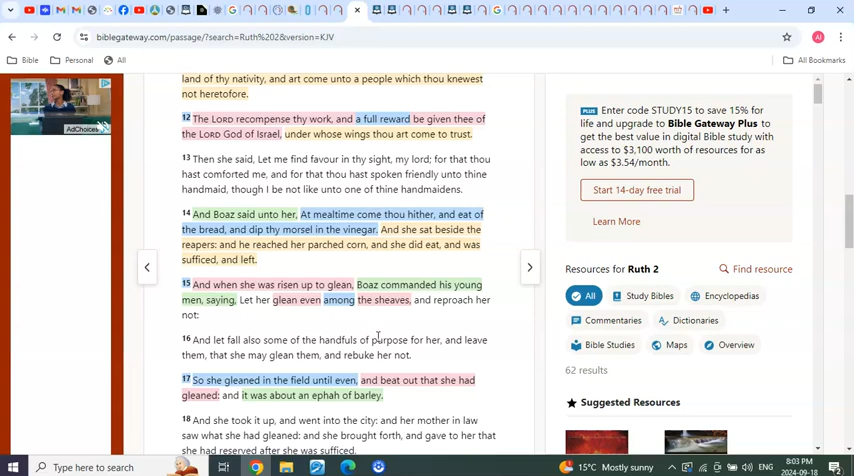 biblegateway.com/passage/?search=Ruth%202&version=KJV
Bible
Personal
All
All Bookmarks
land of thy nativity, and art come unto a people which thou knewest
not heretofore.
12 The LORD recompense thy work, and a full reward be given thee of
the LORD God of Israel, under whose wings thou art come to trust.
13 Then she said, Let me find favour in thy sight, my lord; for that thou
hast comforted me, and for that thou hast spoken friendly unto thine
handmaid, though I be not like unto one of thine handmaidens.
14 And Boaz said unto her, At mealtime come thou hither, and eat of
the bread, and dip thy morsel in the vinegar. And she sat beside the
reapers: and he reached her parched corn, and she did eat, and was
sufficed, and left.
15 And when she was risen up to glean, Boaz commanded his young
men, saying, Let her glean even among the sheaves, and reproach her
not:
16 And let fall also some of the handfuls of purpose for her, and leave
them, that she may glean them, and rebuke her not.
17 So she gleaned in the field until even, and beat out that she had
gleaned: and it was about an ephah of barley.
18 And she took it up, and went into the city: and her mother in law
saw what she had gleaned: and she brought forth, and gave to her that
she had reserved after she was sufficed.
AdChoices
PLUS Enter code STUDY15 to save 15% for
life and upgrade to Bible Gateway Plus to
get the best value in digital Bible study with
access to $3,100 worth of resources for as
low as $3.54/month.
Start 14-day free trial
Learn More
Resources for Ruth 2
Find resource
All
Study Bibles
Encyclopedias
Commentaries
Dictionaries
Bible Studies
Maps
Overview
62 results
Suggested Resources
Type here to search
15°C Mostly sunny
ENG
8:03 PM
2024-09-18